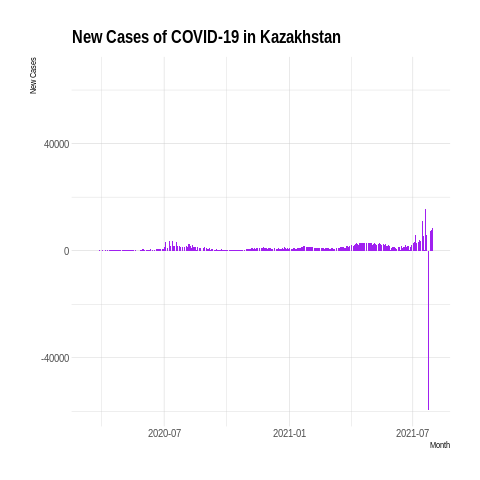 New Cases of COVID-19 in Kazakhstan
New Cases
40000
0
-40000
2020-07
2021-01
2021-07
Month